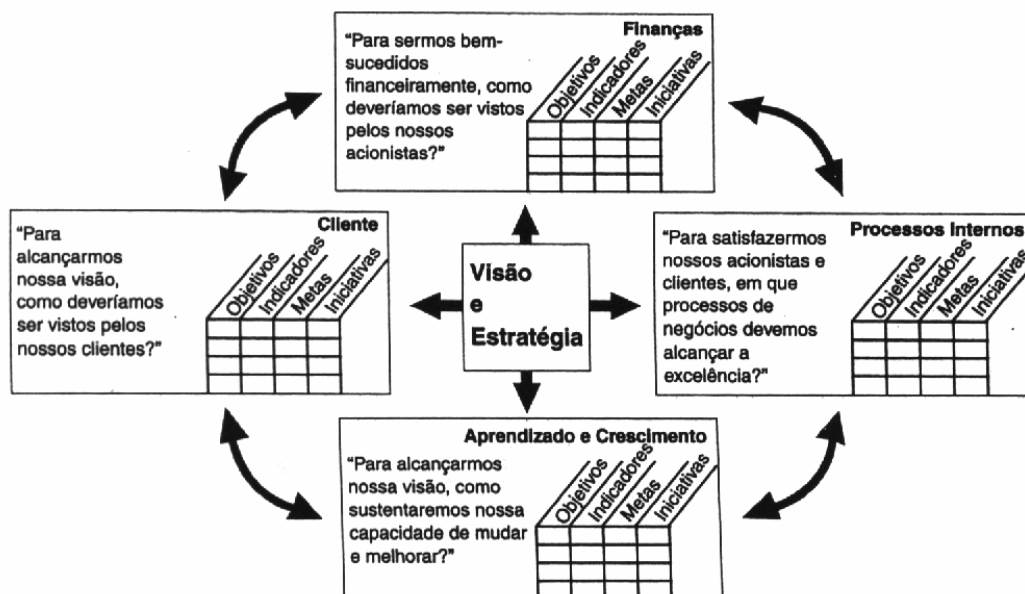 Finanças
"Para sermos bem-
sucedidos
financeiramente, como
deveríamos ser vistos
pelos nossos
acionistas?"
Objetivos
Indicadores
Metas
Iniciativas
Cliente
"Para
alcançarmos
nossa visão,
como deveríamos
ser vistos pelos
nossos clientes?"
Objetivos
Indicadores
Metas
Iniciativas
Visão
e
Estratégia
Processos Internos
"Para satisfazermos
nossos acionistas e
clientes, em que
processos de
negócios devemos
alcançar a
excelência?"
Objetivos
Indicadores
Metas
Iniciativas
Aprendizado e Crescimento
"Para alcançarmos
nossa visão, como
sustentaremos nossa
capacidade de mudar
e melhorar?"
Objetivos
Indicadores
Metas
Iniciativas